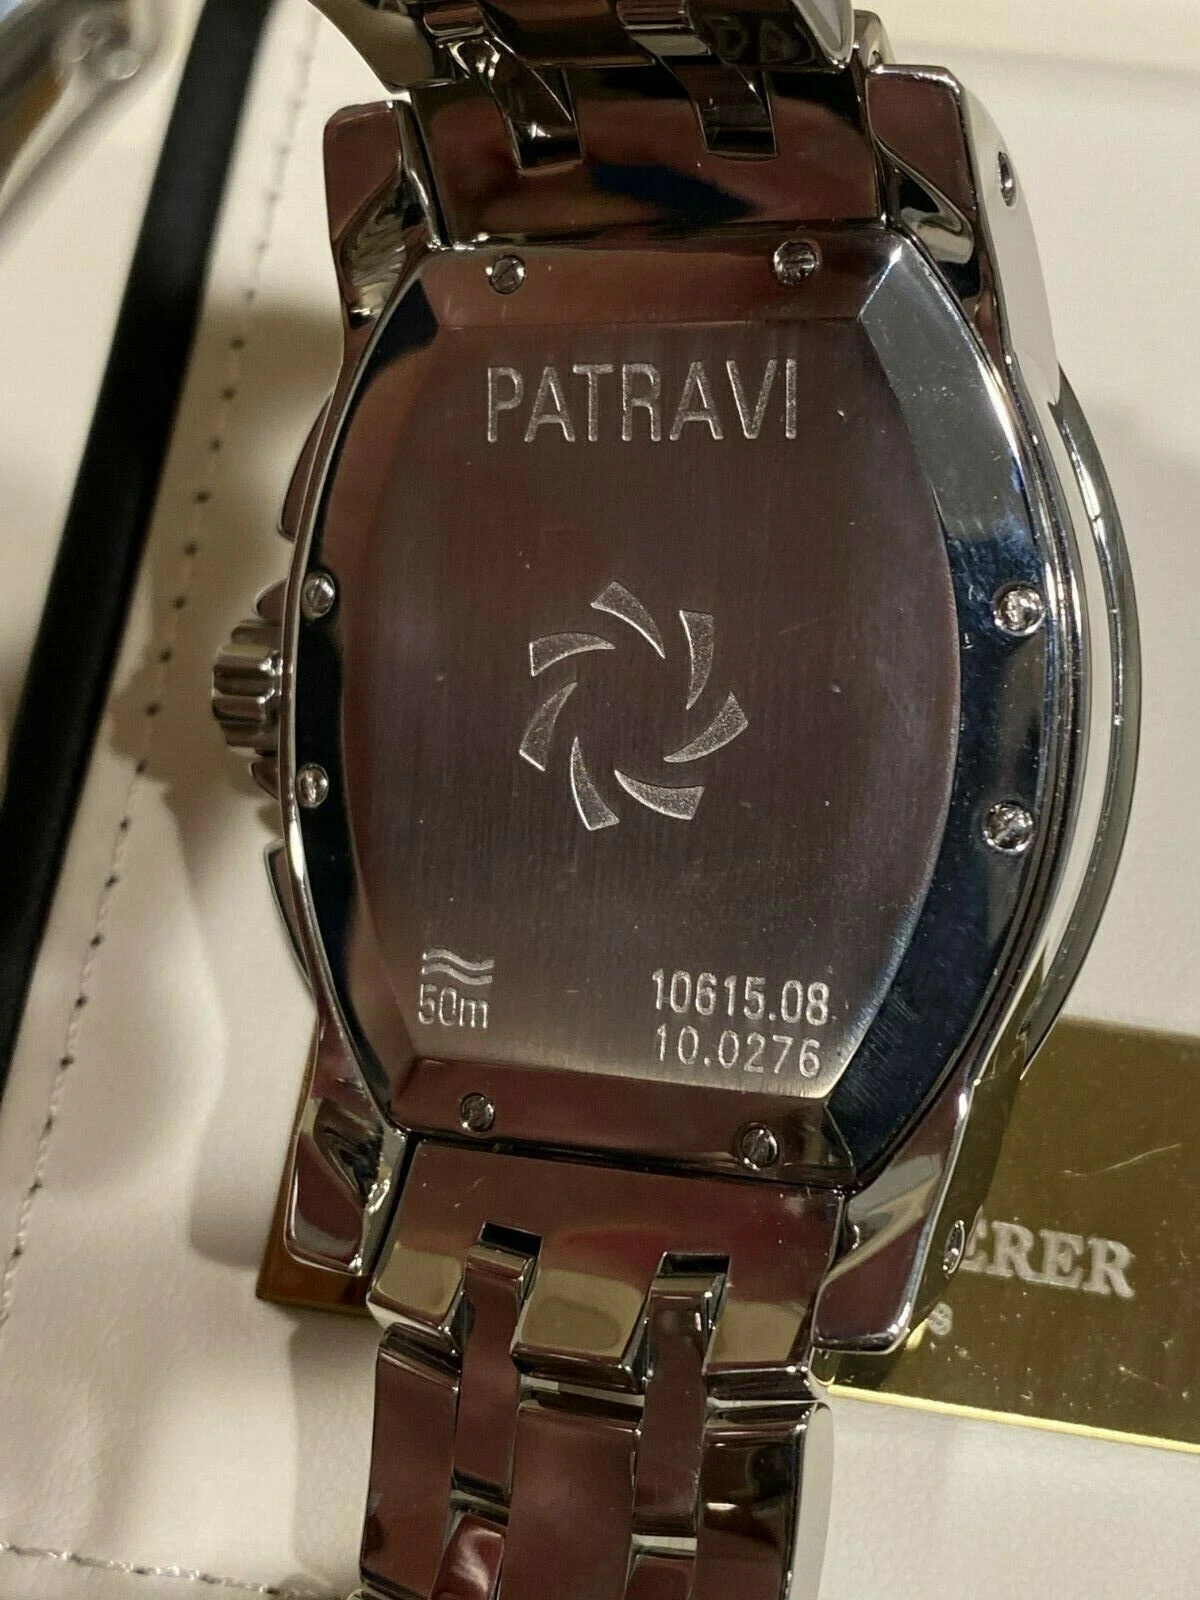 PATRAVI
50m
10615.08
10.0276
ERER